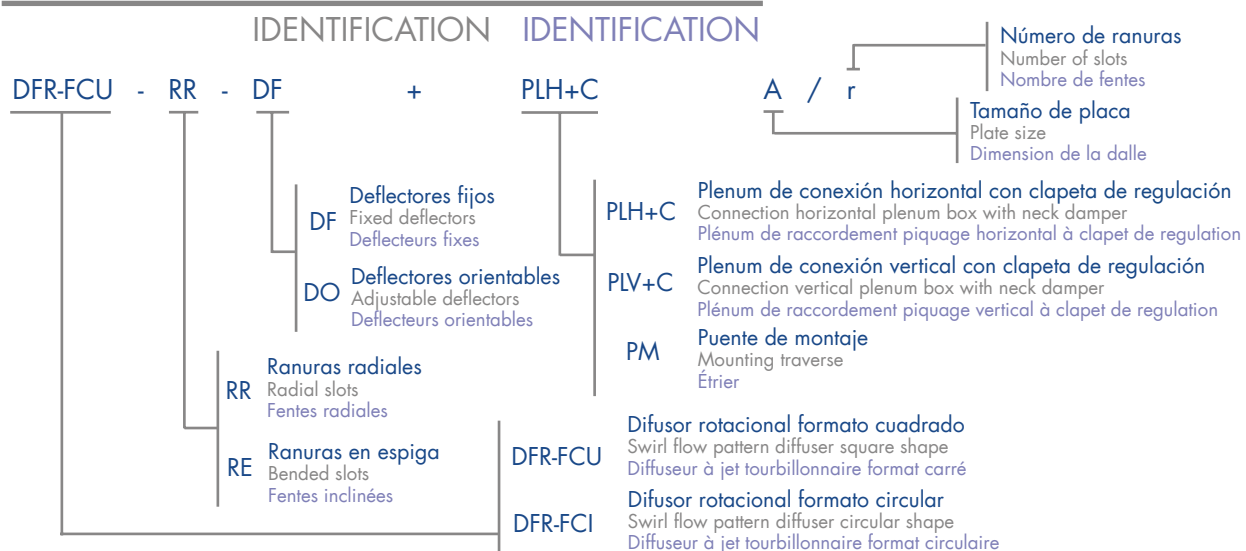 IDENTIFICATION IDENTIFICATION
Número de ranuras
Number of slots
Nombre de fentes
DFR-FCU - RR - DF + PLH+C A / r
Tamaño de placa
Plate size
Dimension de la dalle
DF
Deflectores fijos
Fixed deflectors
Deflecteurs fixes
DO
Deflectores orientables
Adjustable deflectors
Deflecteurs orientables
PLH+C
Plenum de conexión horizontal con clapeta de regulación
Connection horizontal plenum box with neck damper
Plénum de raccordement piquage horizontal à clapet de regulation
PLV+C
Plenum de conexión vertical con clapeta de regulación
Connection vertical plenum box with neck damper
Plénum de raccordement piquage vertical à clapet de regulation
PM
Puente de montaje
Mounting traverse
Étrier
RR
Ranuras radiales
Radial slots
Fentes radiales
RE
Ranuras en espiga
Bended slots
Fentes inclinées
DFR-FCU
Difusor rotacional formato cuadrado
Swirl flow pattern diffuser square shape
Diffuseur à jet tourbillonnaire format carré
DFR-FCI
Difusor rotacional formato circular
Swirl flow pattern diffuser circular shape
Diffuseur à jet tourbillonnaire format circulaire